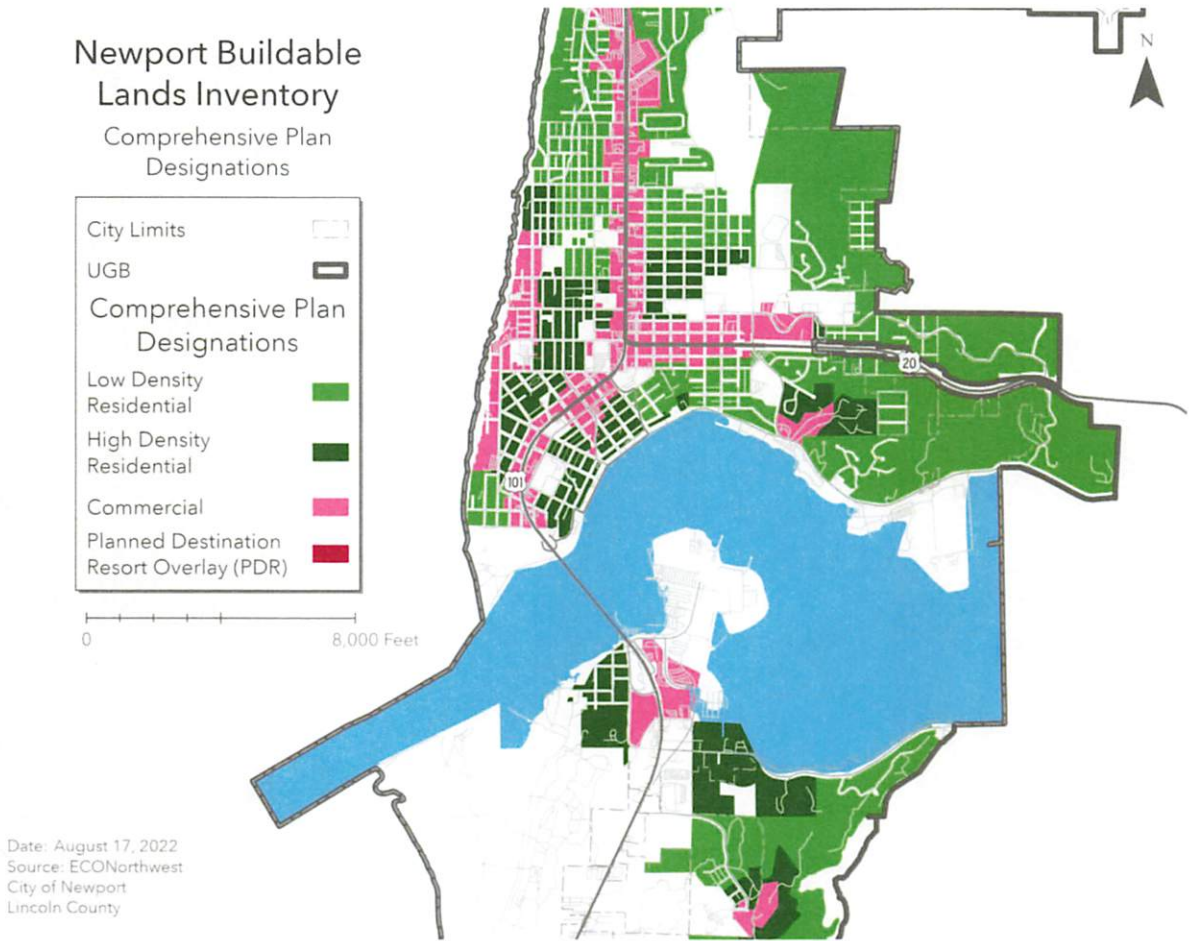 Newport Buildable
Lands Inventory
Comprehensive Plan
Designations
City Limits
UGB
Comprehensive Plan
Designations
Low Density
Residential
High Density
Residential
Commercial
Planned Destination
Resort Overlay (PDR)
0
8,000 Feet
Date: August 17, 2022
Source: ECONorthwest
City of Newport
Lincoln County
N
20
101